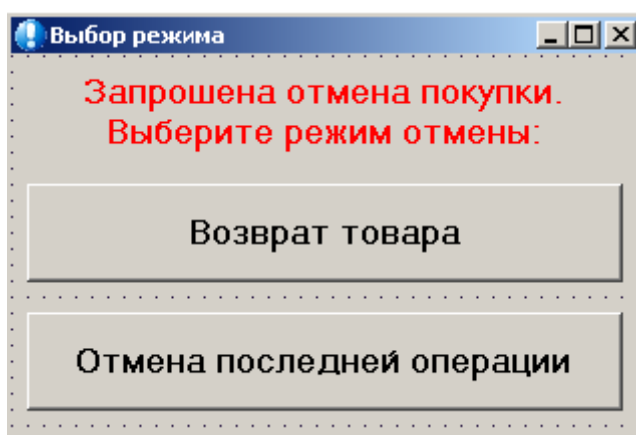 Выбор режима
Запрошена отмена покупки.
Выберите режим отмены:
Возврат товара
Отмена последней операции